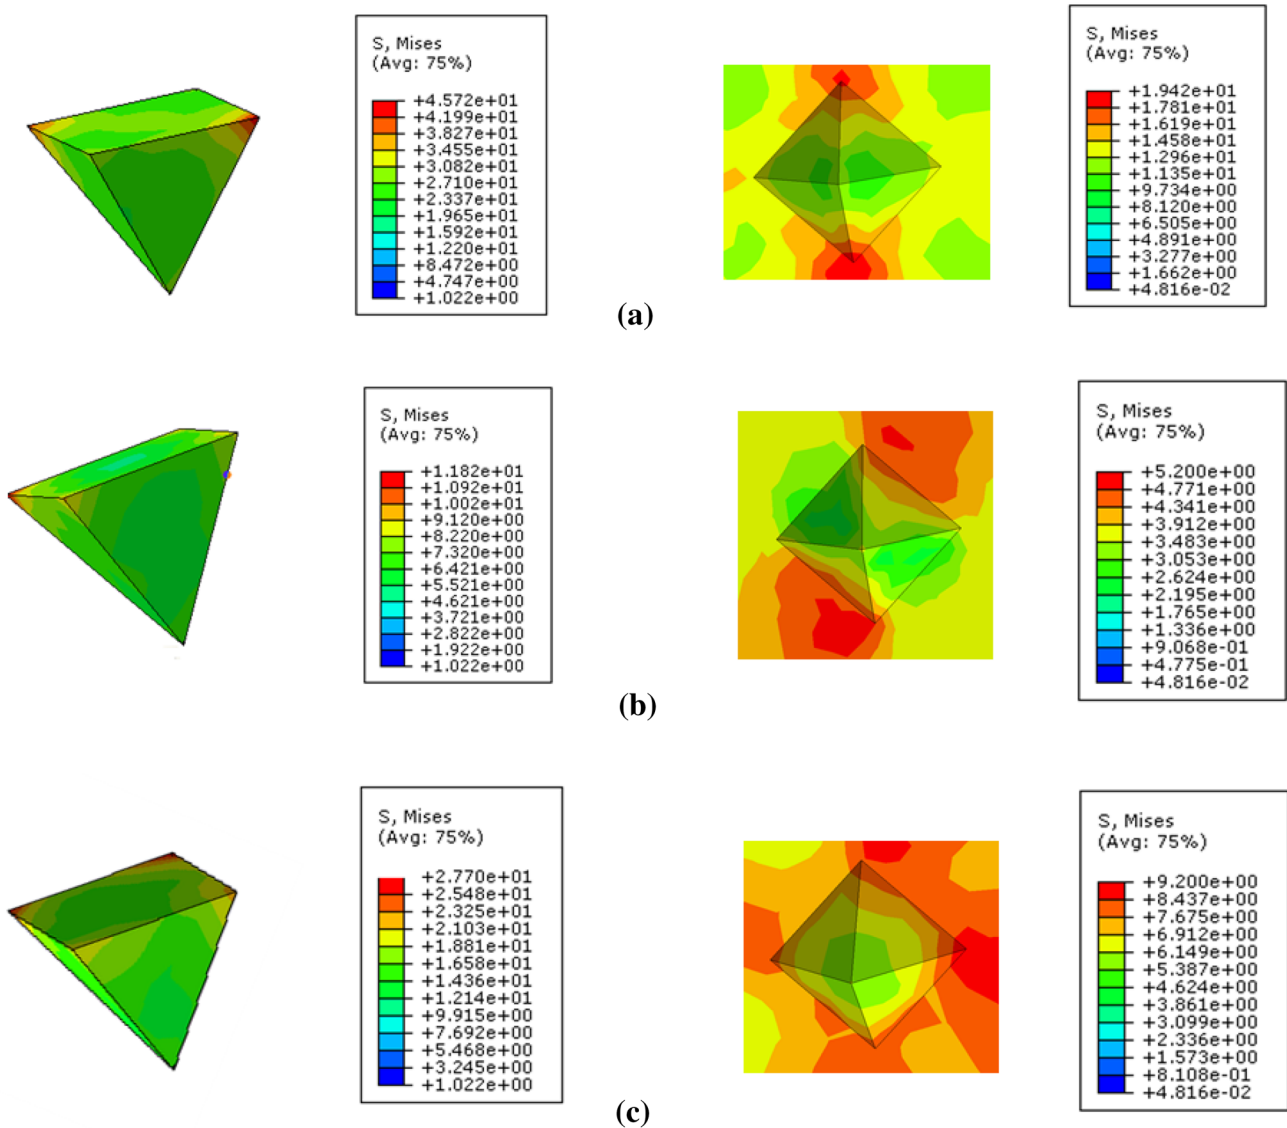 S, Mises
(Avg: 75%)
+4.572e+01
+4.199e+01
+3.827e+01
+3.455e+01
+3.082e+01
+2.710e+01
+2.337e+01
+1.965e+01
+1.592e+01
+1.220e+01
+8.472e+00
+4.747e+00
+1.022e+00
S, Mises
(Avg: 75%)
+1.942e+01
+1.781e+01
+1.619e+01
+1.458e+01
+1.296e+01
+1.135e+01
+9.734e+00
+8.120e+00
+6.505e+00
+4.891e+00
+3.277e+00
+1.662e+00
+4.816e-02
(a)
S, Mises
(Avg: 75%)
+1.182e+01
+1.092e+01
+1.002e+01
+9.120e+00
+8.220e+00
+7.320e+00
+6.421e+00
+5.521e+00
+4.621e+00
+3.721e+00
+2.822e+00
+1.922e+00
+1.022e+00
S, Mises
(Avg: 75%)
+5.200e+00
+4.771e+00
+4.341e+00
+3.912e+00
+3.483e+00
+3.053e+00
+2.624e+00
+2.195e+00
+1.765e+00
+1.336e+00
+9.068e-01
+4.775e-01
+4.816e-02
(b)
S, Mises
(Avg: 75%)
+2.770e+01
+2.548e+01
+2.325e+01
+2.103e+01
+1.881e+01
+1.658e+01
+1.436e+01
+1.214e+01
+9.915e+00
+7.692e+00
+5.468e+00
+3.245e+00
+1.022e+00
S, Mises
(Avg: 75%)
+9.200e+00
+8.437e+00
+7.675e+00
+6.912e+00
+6.149e+00
+5.387e+00
+4.624e+00
+3.861e+00
+3.099e+00
+2.336e+00
+1.573e+00
+8.108e-01
+4.816e-02
(c)